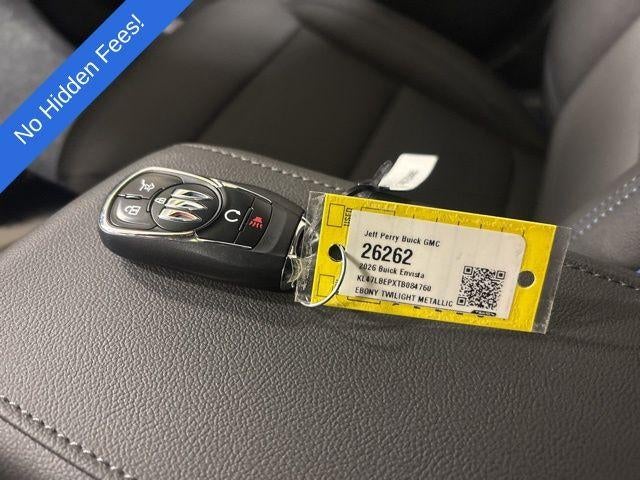 No Hidden Fees!
USED
Jeff Perry Buick GMC
26262
2026 Buick Envista
KL47LBEPXTB084760
EBONY TWILIGHT METALLIC